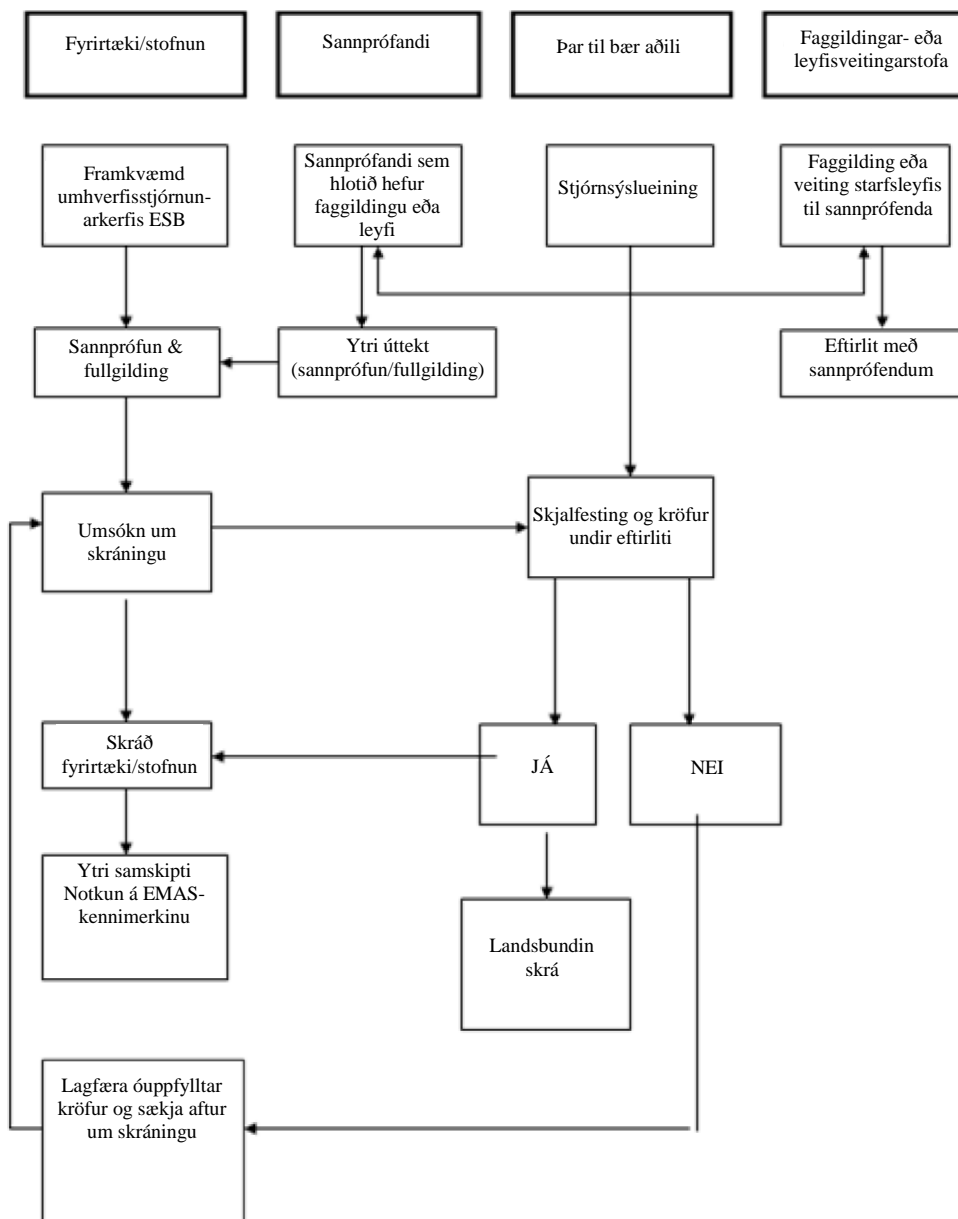 Fyrirtæki/stofnun
Sannprófandi
Þar til bær aðili
Faggildingar- eða
leyfisveitingarstofa
Framkvæmd
umhverfisstjórnun-
arkerfis ESB
Sannprófandi sem
hlotið hefur
faggildingu eða
leyfi
Stjórnsýslueining
Faggilding eða
veiting starfsleyfis
til sannprófenda
Sannprófun &
fullgilding
Ytri úttekt
(sannprófun/fullgilding)
Eftirlit með
sannprófendum
Umsókn um
skráningu
Skjalfesting og kröfur
undir eftirliti
Skráð
fyrirtæki/stofnun
JÁ
NEI
Ytri samskipti
Notkun á EMAS-
kennimerkinu
Landsbundin
skrá
Lagfæra óuppfylltar
kröfur og sækja aftur
um skráningu